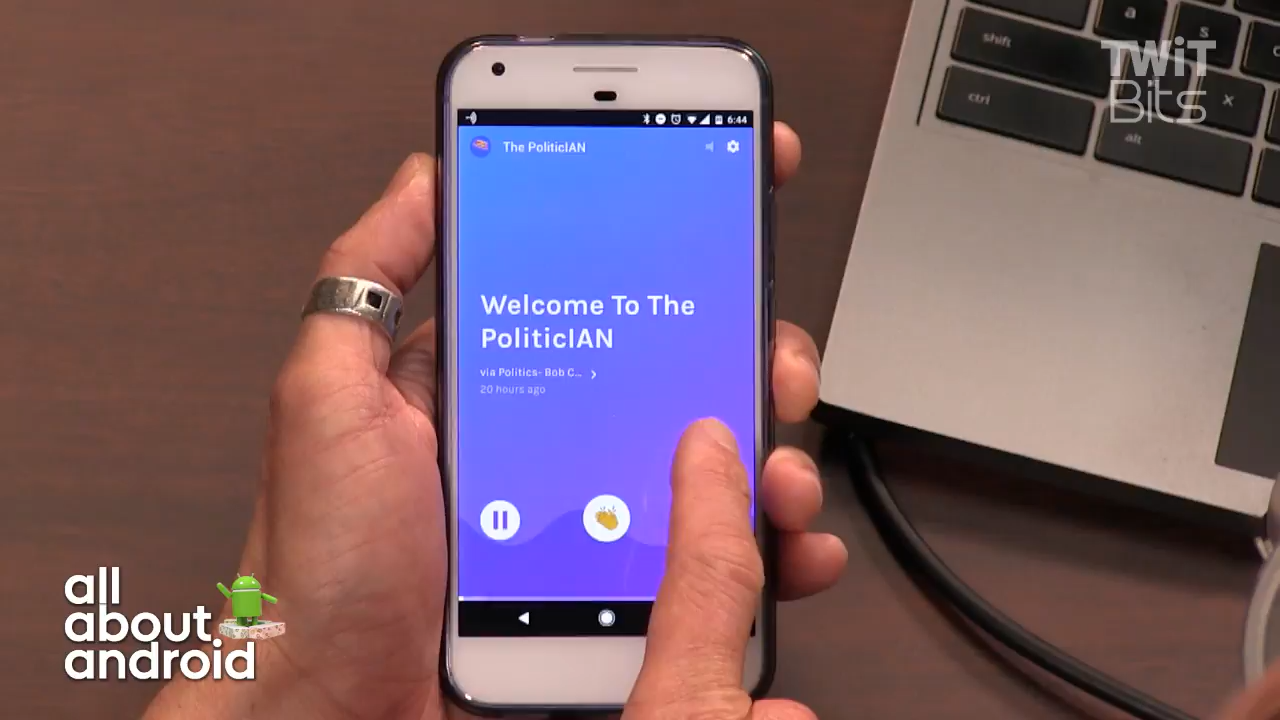 TWiT
Bits
a
s
shift
ctrl
x
alt
6:44
The PoliticIAN
Welcome To The
PoliticIAN
via Politics- Bob C...
20 hours ago
all
about
android